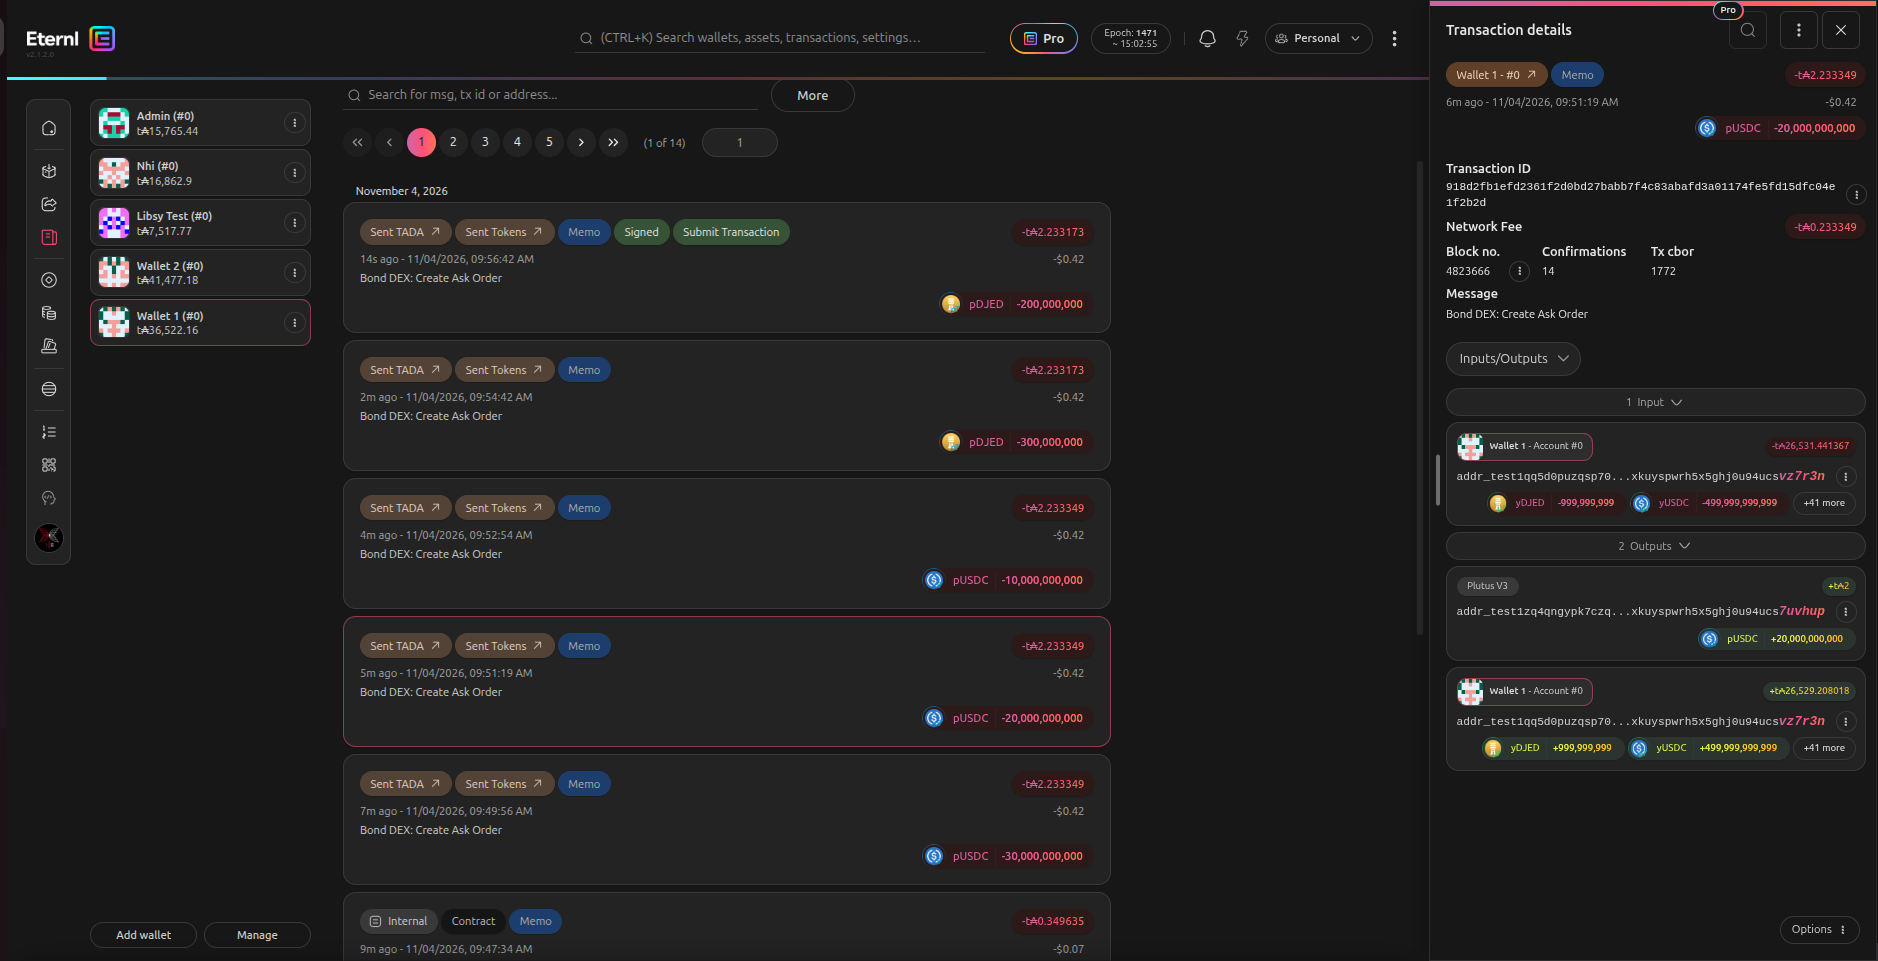 Eternl
v2.1.2.0
(CTRL+K) Search wallets, assets, transactions, settings...
Pro
Epoch: 1471
~ 15:02:55
Personal
Admin (#0)
t₳15,765.44
Nhi (#0)
t₳16,862.9
Libsy Test (#0)
t₳7,517.77
Wallet 2 (#0)
t₳41,477.18
Wallet 1 (#0)
t₳36,522.16
Add wallet
Manage
Search for msg, tx id or address...
More
1 2 3 4 5 (1 of 14) 1
November 4, 2026
Sent TADA Sent Tokens Memo Signed Submit Transaction -t₳2.233173
14s ago - 11/04/2026, 09:56:42 AM -$0.42
Bond DEX: Create Ask Order
pDJED -200,000,000
Sent TADA Sent Tokens Memo -t₳2.233173
2m ago - 11/04/2026, 09:54:42 AM -$0.42
Bond DEX: Create Ask Order
pDJED -300,000,000
Sent TADA Sent Tokens Memo -t₳2.233349
4m ago - 11/04/2026, 09:52:54 AM -$0.42
Bond DEX: Create Ask Order
pUSDC -10,000,000,000
Sent TADA Sent Tokens Memo -t₳2.233349
5m ago - 11/04/2026, 09:51:19 AM -$0.42
Bond DEX: Create Ask Order
pUSDC -20,000,000,000
Sent TADA Sent Tokens Memo -t₳2.233349
7m ago - 11/04/2026, 09:49:56 AM -$0.42
Bond DEX: Create Ask Order
pUSDC -30,000,000,000
Internal Contract Memo -t₳0.349635
9m ago - 11/04/2026, 09:47:34 AM -$0.07
Pro
Transaction details
Wallet 1 - #0 Memo -t₳2.233349
6m ago - 11/04/2026, 09:51:19 AM -$0.42
pUSDC -20,000,000,000
Transaction ID
918d2fb1efd2361f2d0bd27babb7f4c83abafd3a01174fe5fd15dfc04e
1f2b2d
Network Fee -t₳0.233349
Block no. Confirmations Tx cbor
4823666 14 1772
Message
Bond DEX: Create Ask Order
Inputs/Outputs
1 Input
Wallet 1 - Account #0 -t₳26,531.441367
addr_test1qq5d0puzqsp70...xkuyspwrh5x5ghj0u94ucsvz7r3n
yDJED -999,999,999 yUSDC -499,999,999,999 +41 more
2 Outputs
Plutus V3 +t₳2
addr_test1zq4qngypk7czq...xkuyspwrh5x5ghj0u94ucs7uvhup
pUSDC +20,000,000,000
Wallet 1 - Account #0 +t₳26,529.208018
addr_test1qq5d0puzqsp70...xkuyspwrh5x5ghj0u94ucsvz7r3n
yDJED +999,999,999 yUSDC +499,999,999,999 +41 more
Options